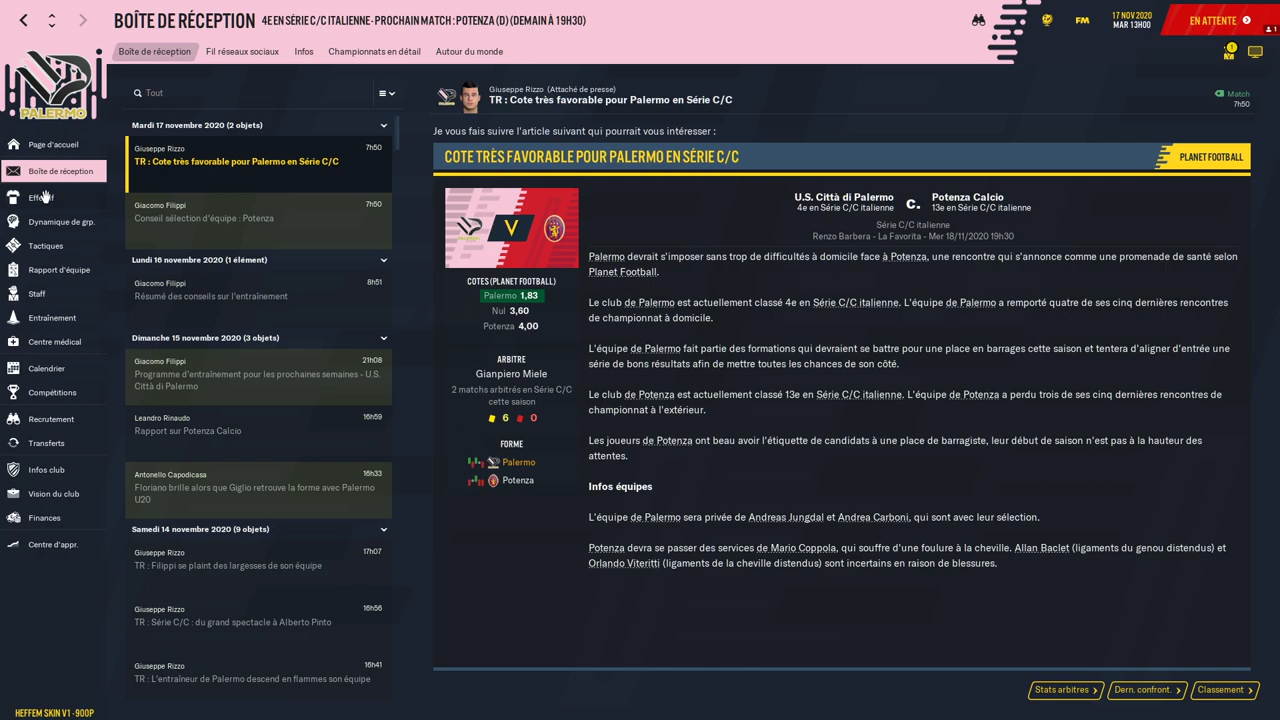 BOÎTE DE RÉCEPTION
4E EN SÉRIE C/C ITALIENNE - PROCHAIN MATCH : POTENZA (D) (DEMAIN À 19H30)
FM
17 NOV 2020
MAR 13H00
EN ATTENTE
1
Boîte de réception
Fil réseaux sociaux
Infos
Championnats en détail
Autour du monde
1
PALERMO
Page d'accueil
Boîte de réception
Dynamique de grp.
Tactiques
Rapport d'équipe
Staff
Entraînement
Centre médical
Calendrier
Compétitions
Recrutement
Transferts
Infos club
Vision du club
Finances
Centre d'appr.
HEFFEM SKIN V1 - 900P
Tout
Mardi 17 novembre 2020 (2 objets)
Giuseppe Rizzo 7h50
TR : Cote très favorable pour Palermo en Série C/C
Giacomo Filippi 7h50
Conseil sélection d'équipe : Potenza
Lundi 16 novembre 2020 (1 élément)
Giacomo Filippi 8h51
Résumé des conseils sur l'entraînement
Dimanche 15 novembre 2020 (3 objets)
Giacomo Filippi 21h08
Programme d'entraînement pour les prochaines semaines - U.S.
Città di Palermo
Leandro Rinaudo 16h59
Rapport sur Potenza Calcio
Antonello Capodicasa 16h33
Floriano brille alors que Giglio retrouve la forme avec Palermo
U20
Samedi 14 novembre 2020 (9 objets)
Giuseppe Rizzo 17h07
TR : Filippi se plaint des largesses de son équipe
Giuseppe Rizzo 16h56
TR : Série C/C : du grand spectacle à Alberto Pinto
Giuseppe Rizzo 16h41
TR : L'entraîneur de Palermo descend en flammes son équipe
Giuseppe Rizzo (Attaché de presse)
TR : Cote très favorable pour Palermo en Série C/C
Match
7h50
Je vous fais suivre l'article suivant qui pourrait vous intéresser :
COTE TRÈS FAVORABLE POUR PALERMO EN SÉRIE C/C
PLANET FOOTBALL
V
COTES (PLANET FOOTBALL)
Palermo 1,83
Nul 3,60
Potenza 4,00
ARBITRE
Gianpiero Miele
2 matchs arbitrés en Série C/C
cette saison
6 0
FORME
Palermo
Potenza
U.S. Città di Palermo c. Potenza Calcio
4e en Série C/C italienne 13e en Série C/C italienne
Série C/C italienne
Renzo Barbera - La Favorita - Mer 18/11/2020 19h30
Palermo devrait s'imposer sans trop de difficultés à domicile face à Potenza, une rencontre qui s'annonce comme une promenade de santé selon
Planet Football.
Le club de Palermo est actuellement classé 4e en Série C/C italienne. L'équipe de Palermo a remporté quatre de ses cinq dernières rencontres
de championnat à domicile.
L'équipe de Palermo fait partie des formations qui devraient se battre pour une place en barrages cette saison et tentera d'aligner d'entrée une
série de bons résultats afin de mettre toutes les chances de son côté.
Le club de Potenza est actuellement classé 13e en Série C/C italienne. L'équipe de Potenza a perdu trois de ses cinq dernières rencontres de
championnat à l'extérieur.
Les joueurs de Potenza ont beau avoir l'étiquette de candidats à une place de barragiste, leur début de saison n'est pas à la hauteur des
attentes.
Infos équipes
L'équipe de Palermo sera privée de Andreas Jungdal et Andrea Carboni, qui sont avec leur sélection.
Potenza devra se passer des services de Mario Coppola, qui souffre d'une foulure à la cheville. Allan Baclet (ligaments du genou distendus) et
Orlando Viteritti (ligaments de la cheville distendus) sont incertains en raison de blessures.
Stats arbitres
Dern. confront.
Classement